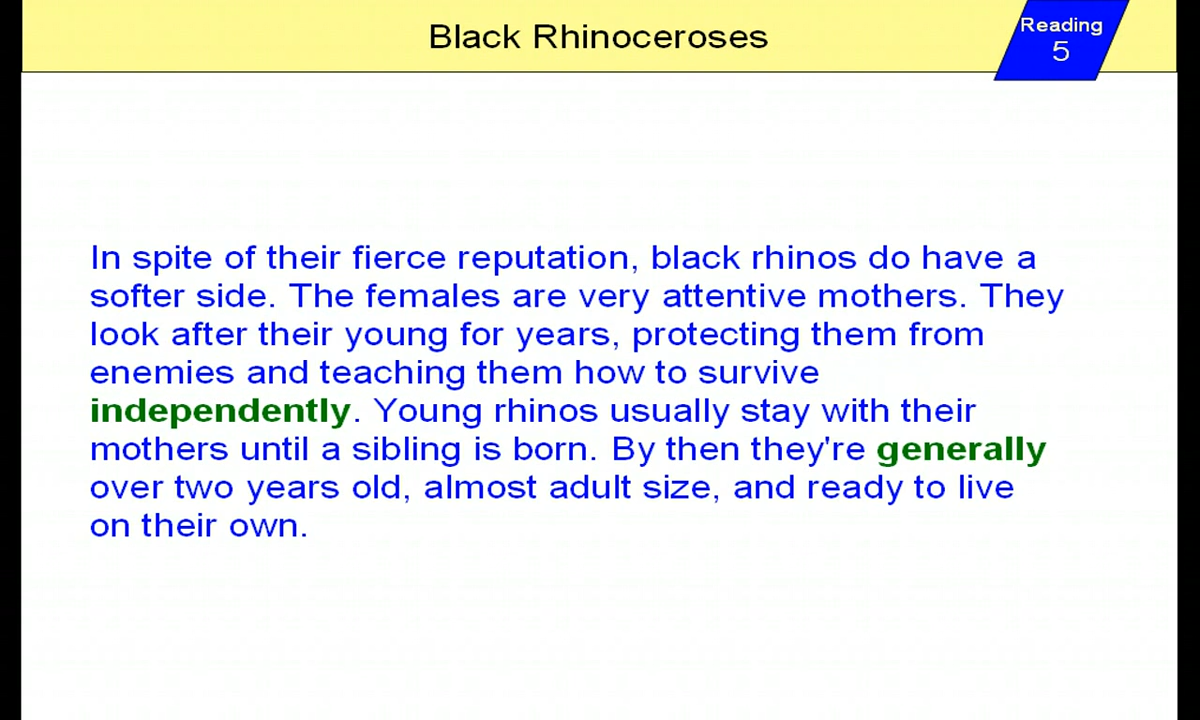 Black Rhinoceroses
Reading
5
In spite of their fierce reputation, black rhinos do have a
softer side. The females are very attentive mothers. They
look after their young for years, protecting them from
enemies and teaching them how to survive
independently. Young rhinos usually stay with their
mothers until a sibling is born. By then they're generally
over two years old, almost adult size, and ready to live
on their own.